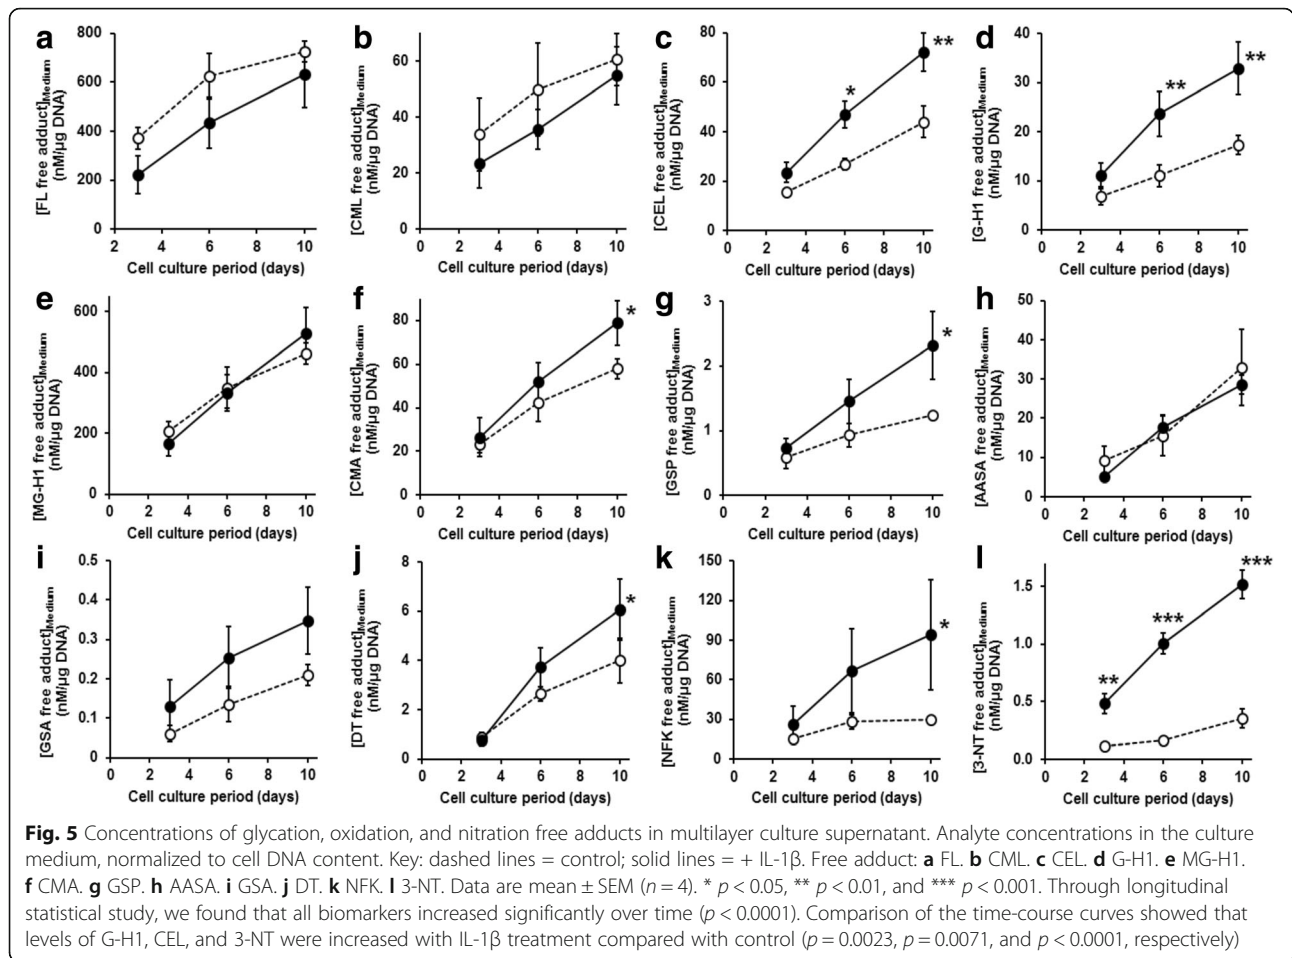 a
b
c
d
[FL free adduct]Medium
(nM/µg DNA)
800
600
400
200
0
2 4 6 8 10
Cell culture period (days)
[CML free adduct]Medium
(nM/µg DNA)
60
40
20
0
0 2 4 6 8 10
Cell culture period (days)
[CEL free adduct]Medium
(nM/µg DNA)
80
60
40
20
0
*
**
0 2 4 6 8 10
Cell culture period (days)
[G-H1 free adduct]Medium
(nM/µg DNA)
40
30
20
10
0
**
**
0 2 4 6 8 10
Cell culture period (days)
e
f
g
h
[MG-H1 free adduct]Medium
(nM/µg DNA)
600
400
200
0
0 2 4 6 8 10
Cell culture period (days)
[CMA free adduct]Medium
(nM/µg DNA)
80
60
40
20
0
*
0 2 4 6 8 10
Cell culture period (days)
[GSP free adduct]Medium
(nM/µg DNA)
3
2
1
0
*
0 2 4 6 8 10
Cell culture period (days)
[AASA free adduct]Medium
(nM/µg DNA)
50
40
30
20
10
0
0 2 4 6 8 10
Cell culture period (days)
i
j
k
l
[GSA free adduct]Medium
(nM/µg DNA)
0.5
0.4
0.3
0.2
0.1
0
0 2 4 6 8 10
Cell culture period (days)
[DT free adduct]Medium
(nM/µg DNA)
8
6
4
2
0
*
0 2 4 6 8 10
Cell culture period (days)
[NFK free adduct]Medium
(nM/µg DNA)
150
120
90
60
30
0
*
0 2 4 6 8 10
Cell culture period (days)
[3-NT free adduct]Medium
(nM/µg DNA)
1.5
1.0
0.5
0.0
**
***
***
0 2 4 6 8 10
Cell culture period (days)
Fig. 5 Concentrations of glycation, oxidation, and nitration free adducts in multilayer culture supernatant. Analyte concentrations in the culture
medium, normalized to cell DNA content. Key: dashed lines = control; solid lines = + IL-1β. Free adduct: a FL. b CML. c CEL. d G-H1. e MG-H1.
f CMA. g GSP. h AASA. i GSA. j DT. k NFK. l 3-NT. Data are mean ± SEM (n = 4). * p < 0.05, ** p < 0.01, and *** p < 0.001. Through longitudinal
statistical study, we found that all biomarkers increased significantly over time (p < 0.0001). Comparison of the time-course curves showed that
levels of G-H1, CEL, and 3-NT were increased with IL-1β treatment compared with control (p = 0.0023, p = 0.0071, and p < 0.0001, respectively)